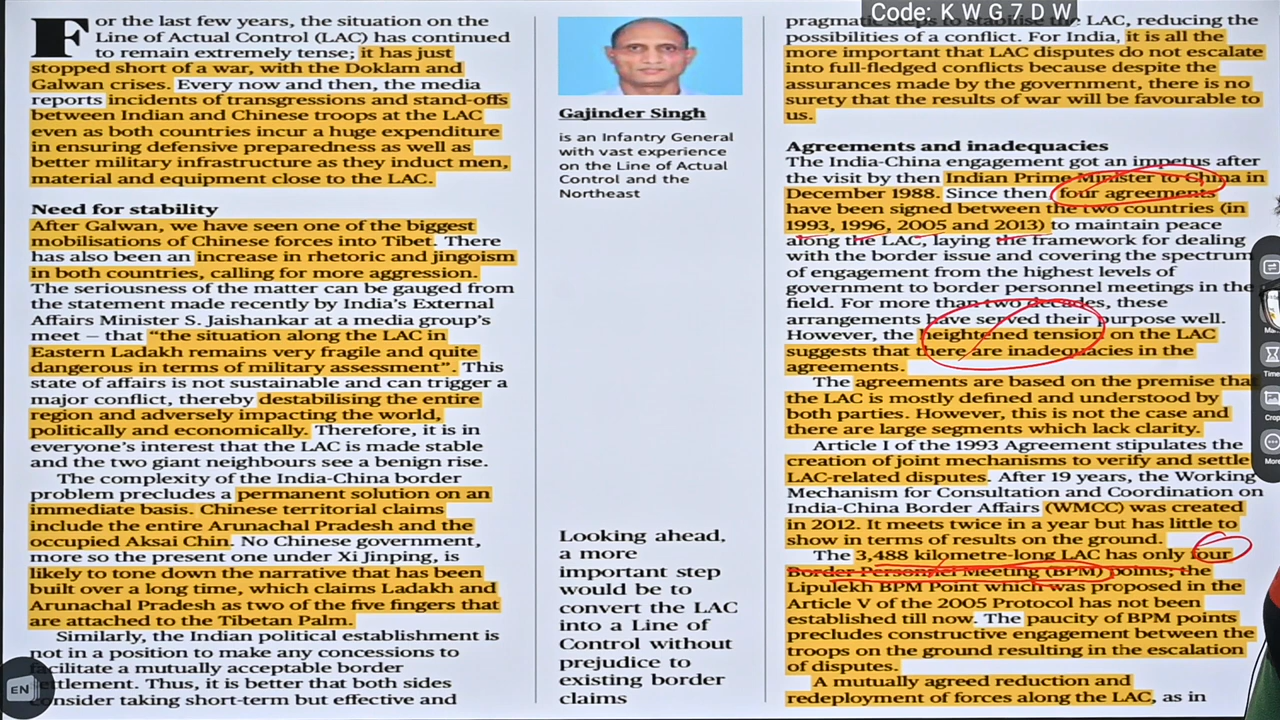 Code: K W G 7 D W
For the last few years, the situation on the
Line of Actual Control (LAC) has continued
to remain extremely tense; it has just
stopped short of a war, with the Doklam and
Galwan crises. Every now and then, the media
reports incidents of transgressions and stand-offs
between Indian and Chinese troops at the LAC
even as both countries incur a huge expenditure
in ensuring defensive preparedness as well as
better military infrastructure as they induct men,
material and equipment close to the LAC.
Need for stability
After Galwan, we have seen one of the biggest
mobilisations of Chinese forces into Tibet. There
has also been an increase in rhetoric and jingoism
in both countries, calling for more aggression.
The seriousness of the matter can be gauged from
the statement made recently by India's External
Affairs Minister S. Jaishankar at a media group's
meet — that "the situation along the LAC in
Eastern Ladakh remains very fragile and quite
dangerous in terms of military assessment". This
state of affairs is not sustainable and can trigger a
major conflict, thereby destabilising the entire
region and adversely impacting the world,
politically and economically. Therefore, it is in
everyone's interest that the LAC is made stable
and the two giant neighbours see a benign rise.
The complexity of the India-China border
problem precludes a permanent solution on an
immediate basis. Chinese territorial claims
include the entire Arunachal Pradesh and the
occupied Aksai Chin. No Chinese government,
more so the present one under Xi Jinping, is
likely to tone down the narrative that has been
built over a long time, which claims Ladakh and
Arunachal Pradesh as two of the five fingers that
are attached to the Tibetan Palm.
Similarly, the Indian political establishment is
not in a position to make any concessions to
facilitate a mutually acceptable border
settlement. Thus, it is better that both sides
consider taking short-term but effective and
EN
Gajinder Singh
is an Infantry General
with vast experience
on the Line of Actual
Control and the
Northeast
Looking ahead,
a more
important step
would be to
convert the LAC
into a Line of
Control without
prejudice to
existing border
claims
pragmatic steps to stabilise the LAC, reducing the
possibilities of a conflict. For India, it is all the
more important that LAC disputes do not escalate
into full-fledged conflicts because despite the
assurances made by the government, there is no
surety that the results of war will be favourable to
us.
Agreements and inadequacies
The India-China engagement got an impetus after
the visit by then Indian Prime Minister to China in
December 1988. Since then, four agreements
have been signed between the two countries (in
1993, 1996, 2005 and 2013) to maintain peace
along the LAC, laying the framework for dealing
with the border issue and covering the spectrum
of engagement from the highest levels of
government to border personnel meetings in the
field. For more than two decades, these
arrangements have served their purpose well.
However, the heightened tension on the LAC
suggests that there are inadequacies in the
agreements.
The agreements are based on the premise that
the LAC is mostly defined and understood by
both parties. However, this is not the case and
there are large segments which lack clarity.
Article I of the 1993 Agreement stipulates the
creation of joint mechanisms to verify and settle
LAC-related disputes. After 19 years, the Working
Mechanism for Consultation and Coordination on
India-China Border Affairs (WMCC) was created
in 2012. It meets twice in a year but has little to
show in terms of results on the ground.
The 3,488 kilometre-long LAC has only four
Border Personnel Meeting (BPM) points; the
Lipulekh BPM Point which was proposed in the
Article V of the 2005 Protocol has not been
established till now. The paucity of BPM points
precludes constructive engagement between the
troops on the ground resulting in the escalation
of disputes.
A mutually agreed reduction and
redeployment of forces along the LAC, as in
Time
Crop
More